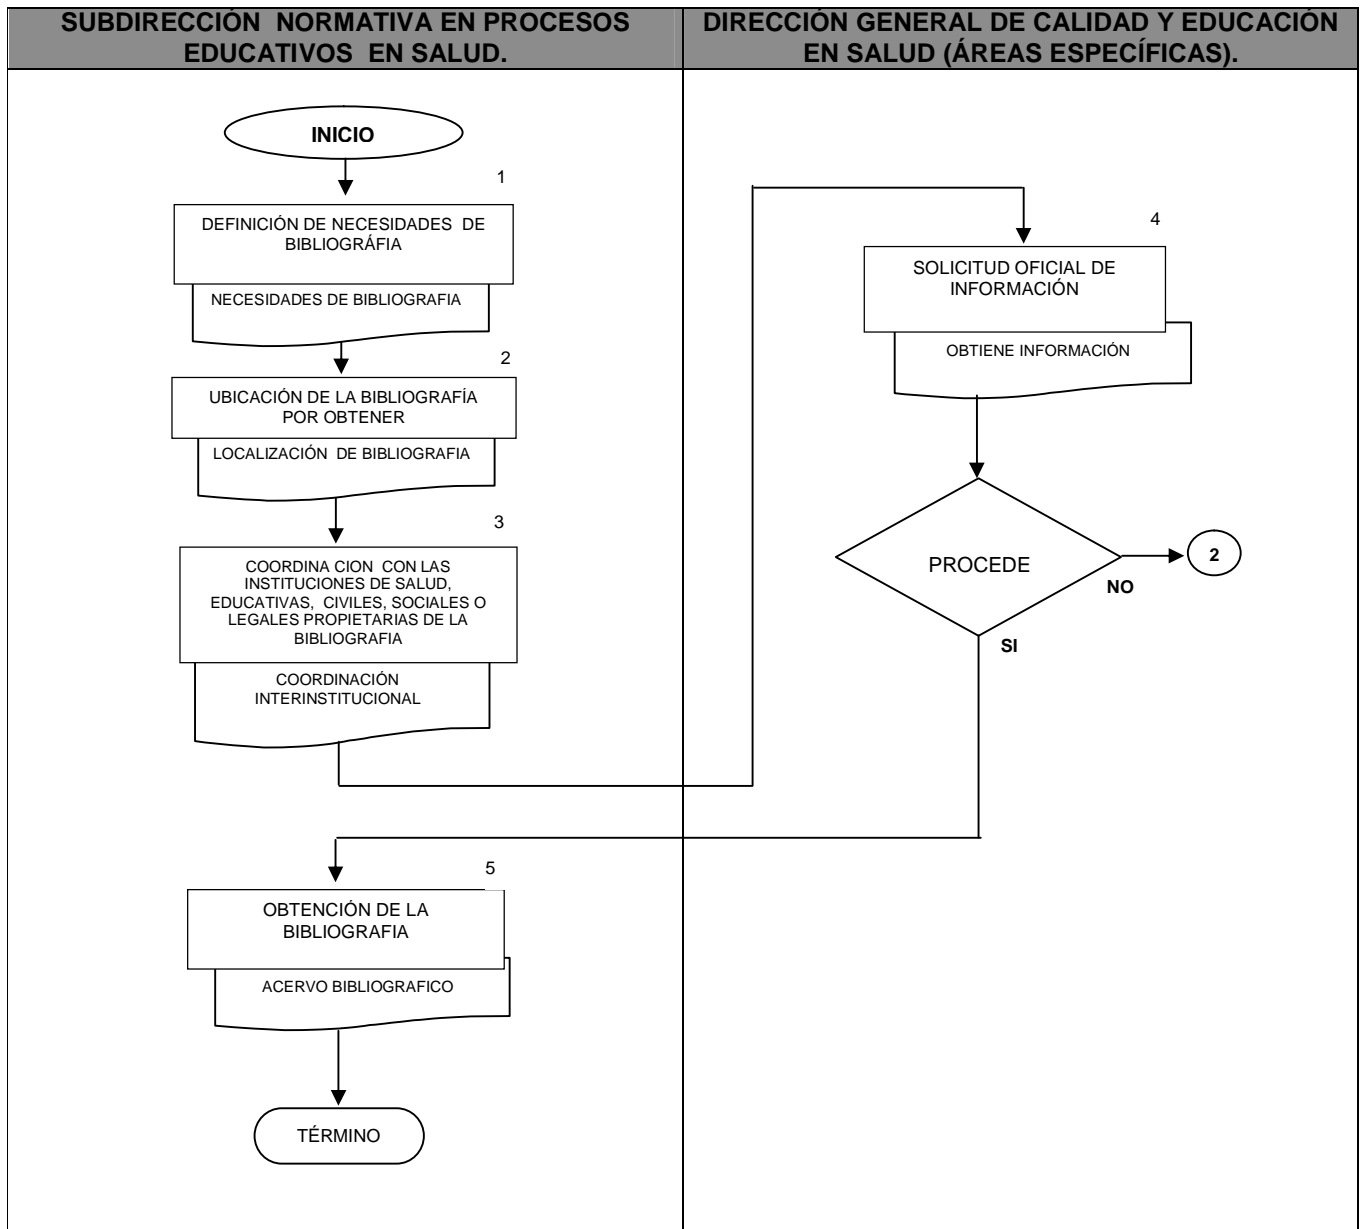 SUBDIRECCIÓN NORMATIVA EN PROCESOS
EDUCATIVOS EN SALUD.
DIRECCIÓN GENERAL DE CALIDAD Y EDUCACIÓN
EN SALUD (ÁREAS ESPECÍFICAS).
INICIO
1
DEFINICIÓN DE NECESIDADES DE
BIBLIOGRÁFIA
NECESIDADES DE BIBLIOGRAFIA
2
UBICACIÓN DE LA BIBLIOGRAFÍA
POR OBTENER
LOCALIZACIÓN DE BIBLIOGRAFIA
3
COORDINA CION CON LAS
INSTITUCIONES DE SALUD,
EDUCATIVAS, CIVILES, SOCIALES O
LEGALES PROPIETARIAS DE LA
BIBLIOGRAFIA
COORDINACIÓN
INTERINSTITUCIONAL
4
SOLICITUD OFICIAL DE
INFORMACIÓN
OBTIENE INFORMACIÓN
PROCEDE
NO
2
SI
5
OBTENCIÓN DE LA
BIBLIOGRAFIA
ACERVO BIBLIOGRAFICO
TÉRMINO